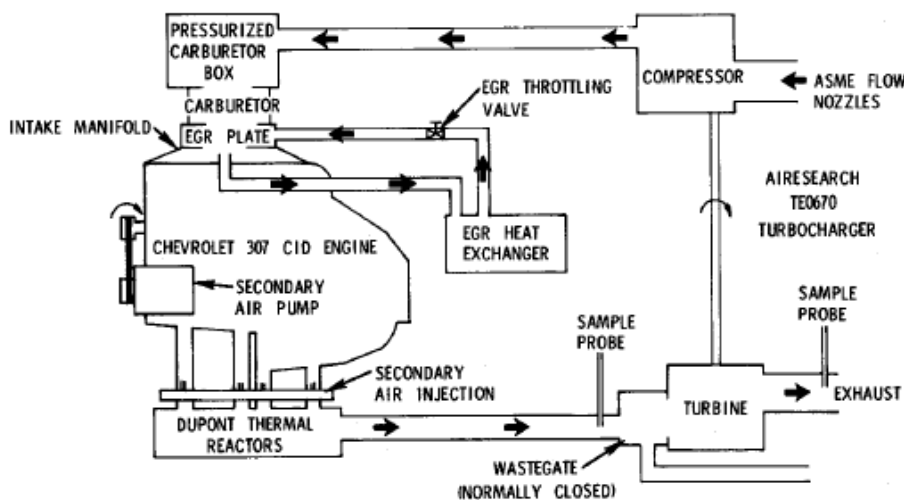 PRESSURIZED
CARBURETOR
BOX
COMPRESSOR
ASME FLOW
NOZZLES
EGR THROTTLING
VALVE
CARBURETOR
INTAKE MANIFOLD
EGR PLATE
AIRESEARCH
TE0670
TURBOCHARGER
EGR HEAT
EXCHANGER
CHEVROLET 307 CID ENGINE
SECONDARY
AIR PUMP
SAMPLE
PROBE
SAMPLE
PROBE
SECONDARY
AIR INJECTION
TURBINE
EXHAUST
DUPONT THERMAL
REACTORS
WASTEGATE
(NORMALLY CLOSED)